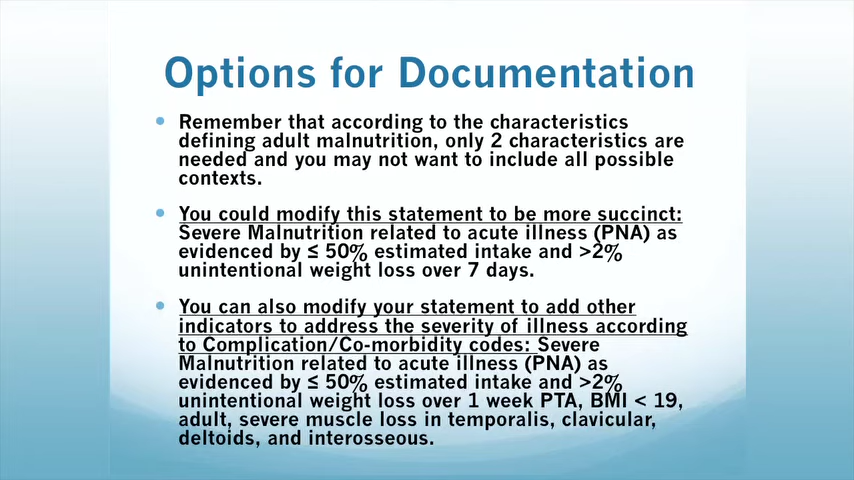 Options for Documentation
• Remember that according to the characteristics
defining adult malnutrition, only 2 characteristics are
needed and you may not want to include all possible
contexts.
• You could modify this statement to be more succinct:
Severe Malnutrition related to acute illness (PNA) as
evidenced by ≤ 50% estimated intake and >2%
unintentional weight loss over 7 days.
• You can also modify your statement to add other
indicators to address the severity of illness according
to Complication/Co-morbidity codes: Severe
Malnutrition related to acute illness (PNA) as
evidenced by ≤ 50% estimated intake and >2%
unintentional weight loss over 1 week PTA, BMI < 19,
adult, severe muscle loss in temporalis, clavicular,
deltoids, and interosseous.